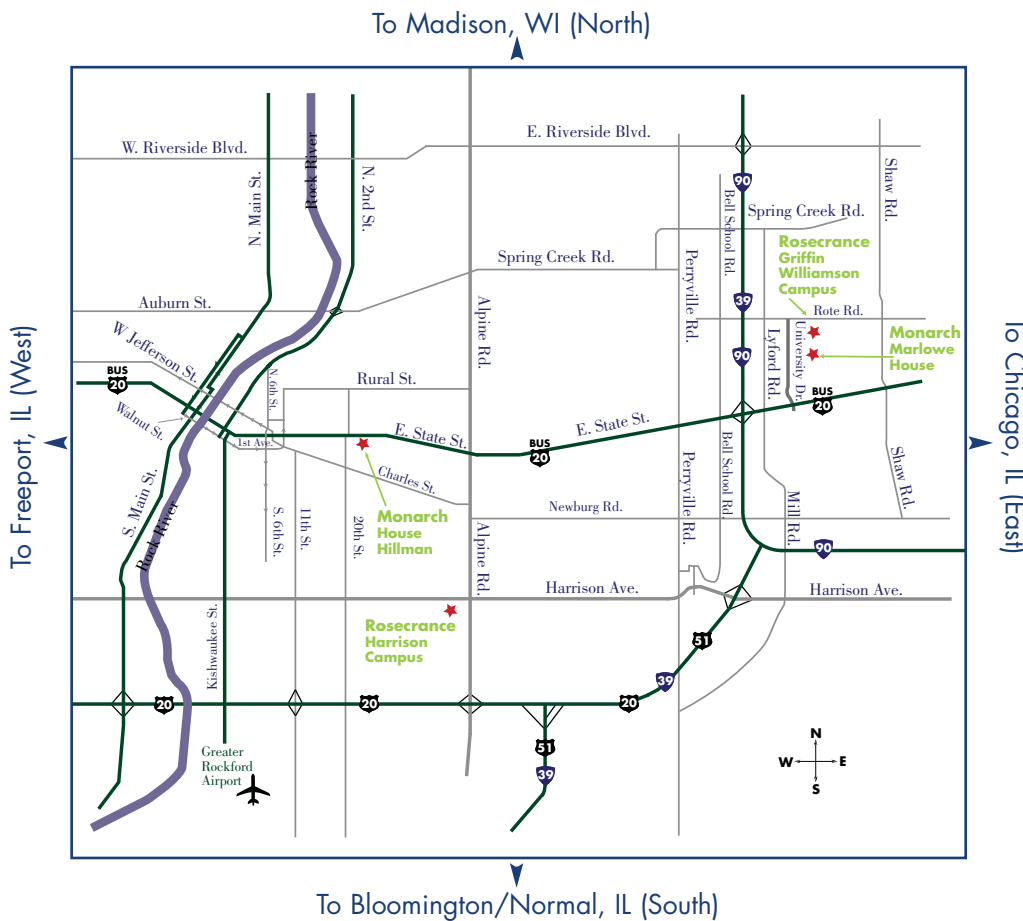 To Madison, WI (North)
E. Riverside Blvd.
W. Riverside Blvd.
Rock River
N. Main St.
N. 2nd St.
Shaw Rd.
90
Bell School Rd.
Spring Creek Rd.
Rosecrance
Griffin
Williamson
Campus
Spring Creek Rd.
Perryville Rd.
Auburn St.
Alpine Rd.
39
Rote Rd.
W Jefferson St.
University Dr.
Lyford Rd.
Monarch
Marlowe
House
90
BUS
20
N. 6th St.
Rural St.
BUS
20
Walnut St.
1st Ave.
E. State St.
E. State St.
BUS
20
To Freeport, IL (West)
To Chicago, IL (East)
Charles St.
Perryville Rd.
Bell School Rd.
Shaw Rd.
S. Main St.
Rock River
S. 6th St.
11th St.
20th St.
Monarch
House
Hillman
Newburg Rd.
Alpine Rd.
Mill Rd.
90
Harrison Ave.
Harrison Ave.
Kishwaukee St.
Rosecrance
Harrison
Campus
51
39
20
20
20
Greater
Rockford
Airport
51
39
N
W
E
S
To Bloomington/Normal, IL (South)